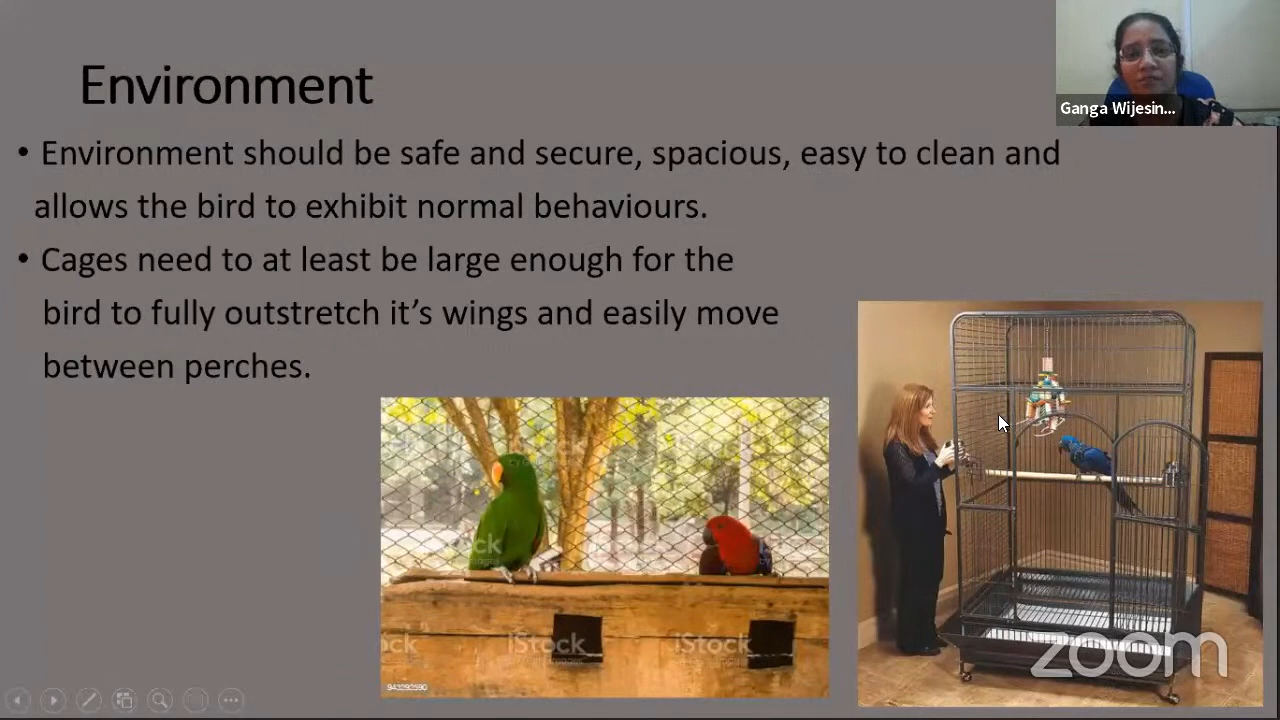 Environment
Ganga Wijesin...
• Environment should be safe and secure, spacious, easy to clean and
allows the bird to exhibit normal behaviours.
• Cages need to at least be large enough for the
bird to fully outstretch it’s wings and easily move
between perches.
iStock
iStock
zoom